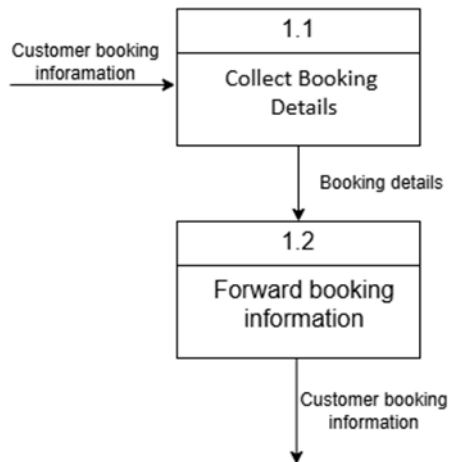 1.1
Customer booking
inforamation
Collect Booking
Details
Booking details
1.2
Forward booking
information
Customer booking
information